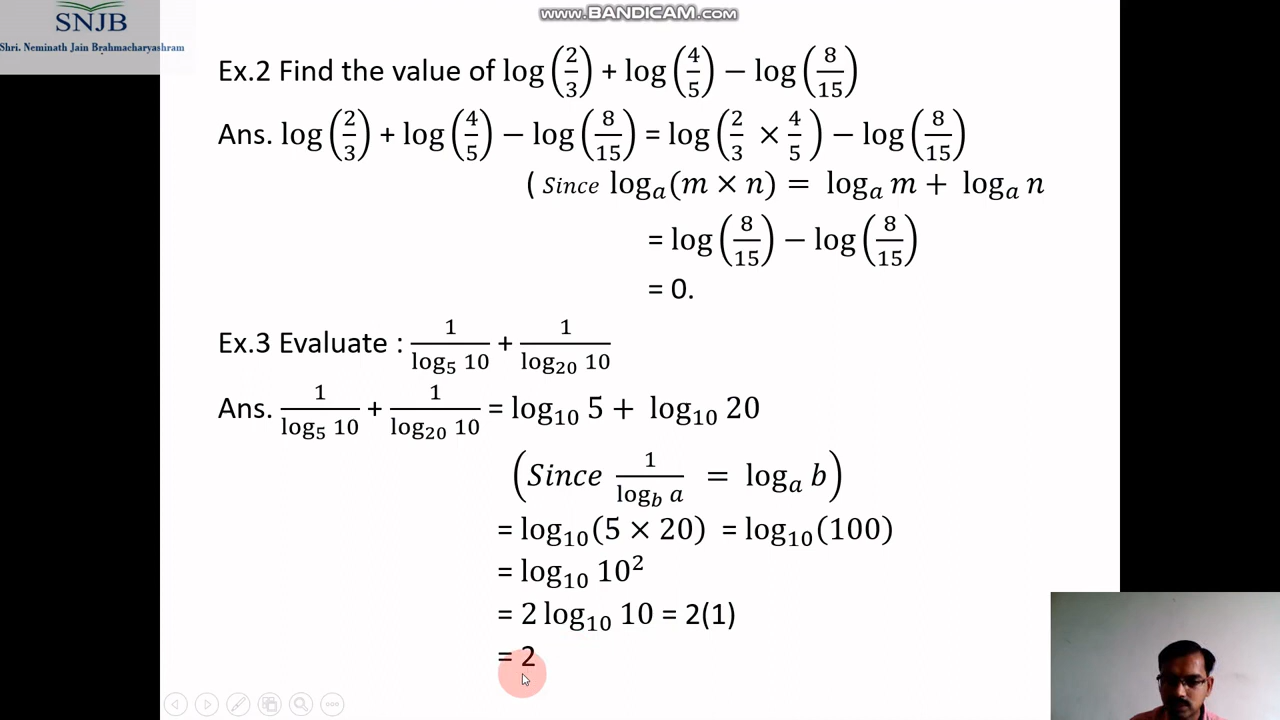 www.BANDICAM.com
SNJB
Shri. Neminath Jain Brahmacharyashram
Ex.2 Find the value of log(2/3) + log(4/5) − log(8/15)
Ans. log(2/3) + log(4/5) − log(8/15) = log(2/3 × 4/5) − log(8/15)
( Since logₐ(m × n) = logₐ m + logₐ n
= log(8/15) − log(8/15)
= 0.
Ex.3 Evaluate : 1/(log₅ 10) + 1/(log₂₀ 10)
Ans. 1/(log₅ 10) + 1/(log₂₀ 10) = log₁₀ 5 + log₁₀ 20
(Since 1/(log_b a) = logₐ b)
= log₁₀(5 × 20) = log₁₀(100)
= log₁₀ 10²
= 2 log₁₀ 10 = 2(1)
= 2